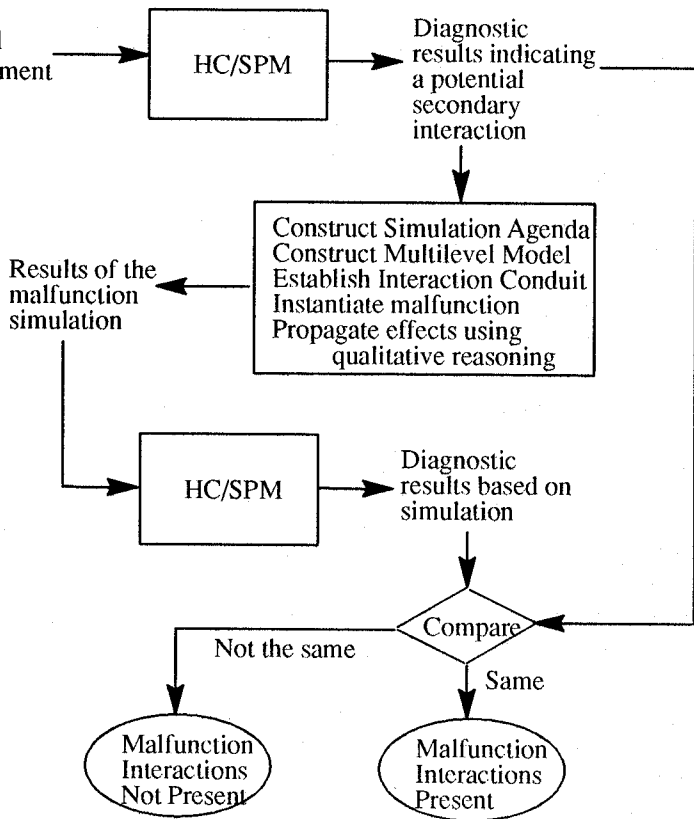 HC/SPM
Diagnostic
results indicating
a potential
secondary
interaction
Construct Simulation Agenda
Construct Multilevel Model
Establish Interaction Conduit
Instantiate malfunction
Propagate effects using
qualitative reasoning
Results of the
malfunction
simulation
HC/SPM
Diagnostic
results based on
simulation
Compare
Not the same
Same
Malfunction
Interactions
Not Present
Malfunction
Interactions
Present